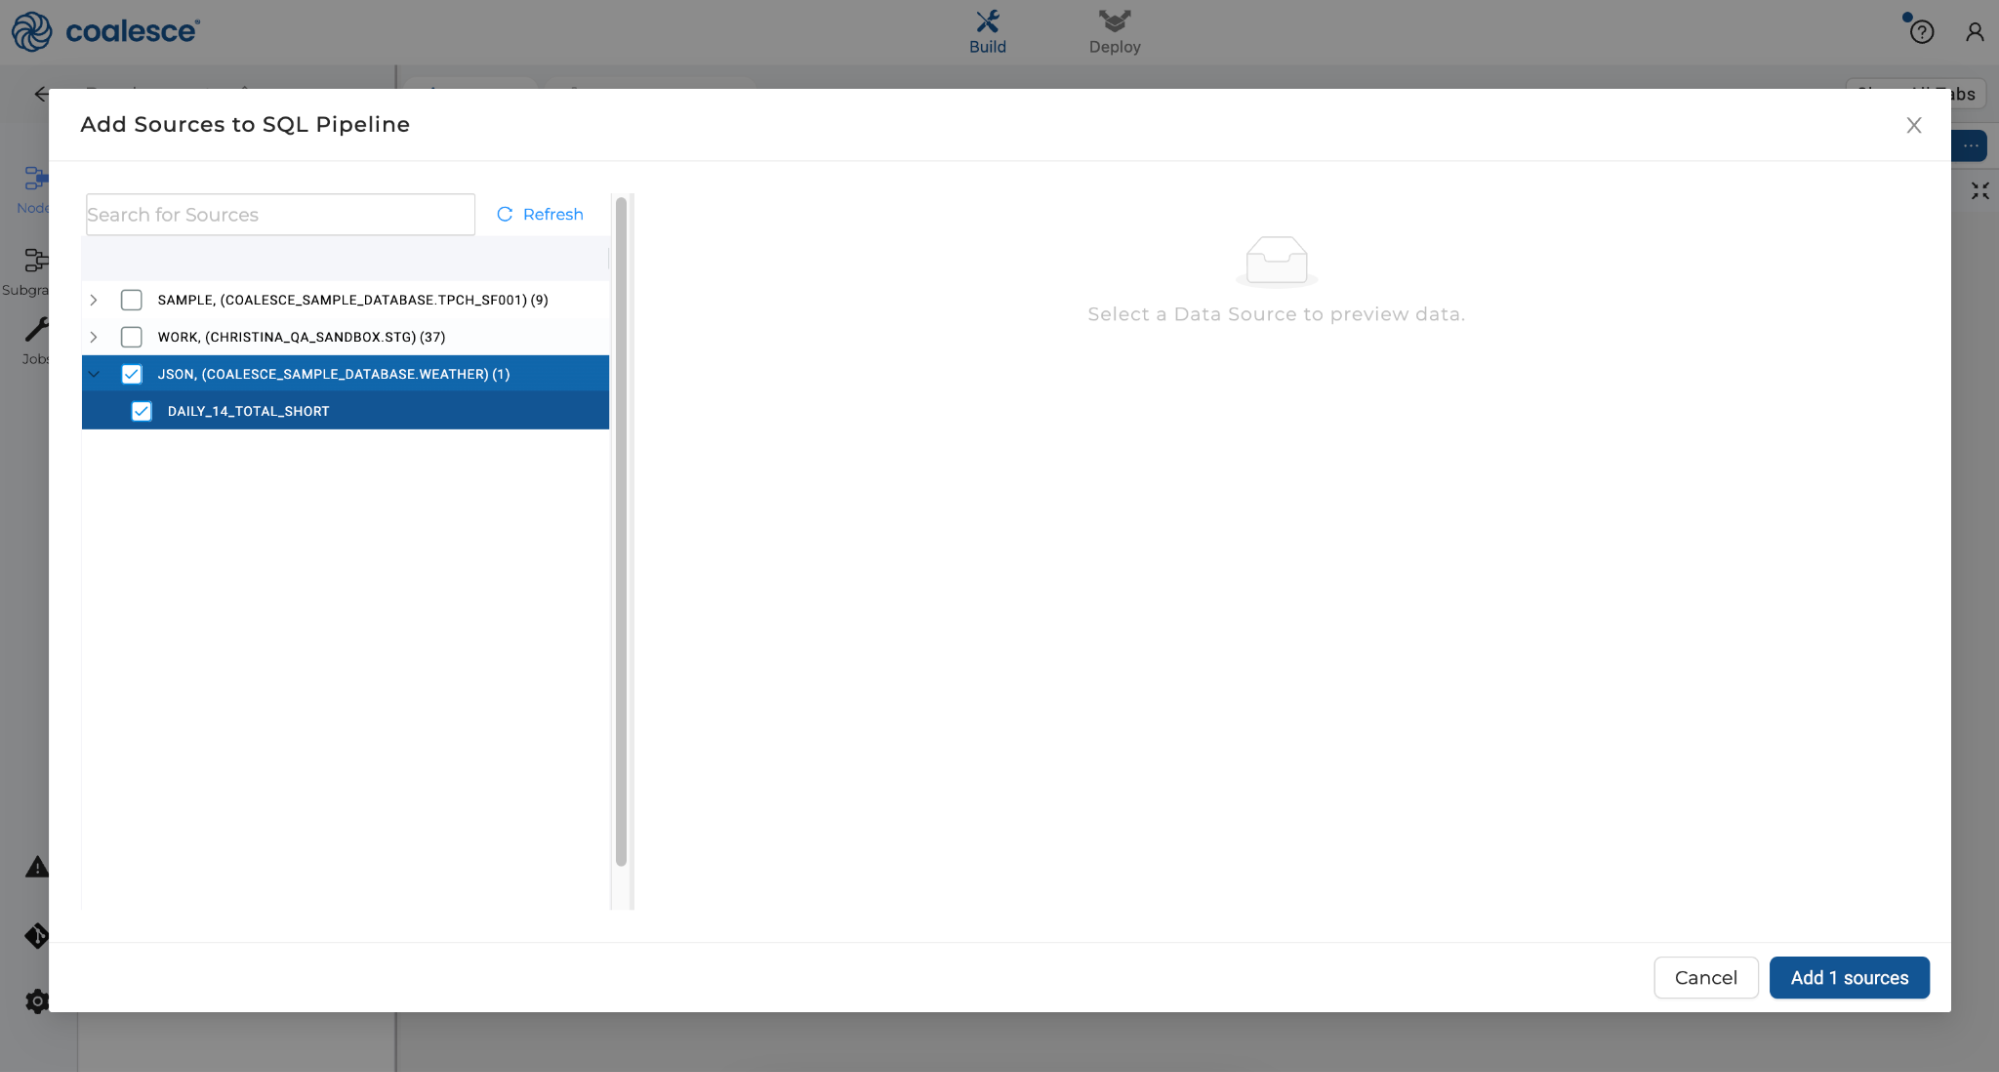 coalesce®
Build
Deploy
Add Sources to SQL Pipeline
Search for Sources
Refresh
SAMPLE, (COALESCE_SAMPLE_DATABASE.TPCH_SF001) (9)
WORK, (CHRISTINA_QA_SANDBOX.STG) (37)
JSON, (COALESCE_SAMPLE_DATABASE.WEATHER) (1)
DAILY_14_TOTAL_SHORT
Select a Data Source to preview data.
Node
Subgra
Jobs
Cancel
Add 1 sources